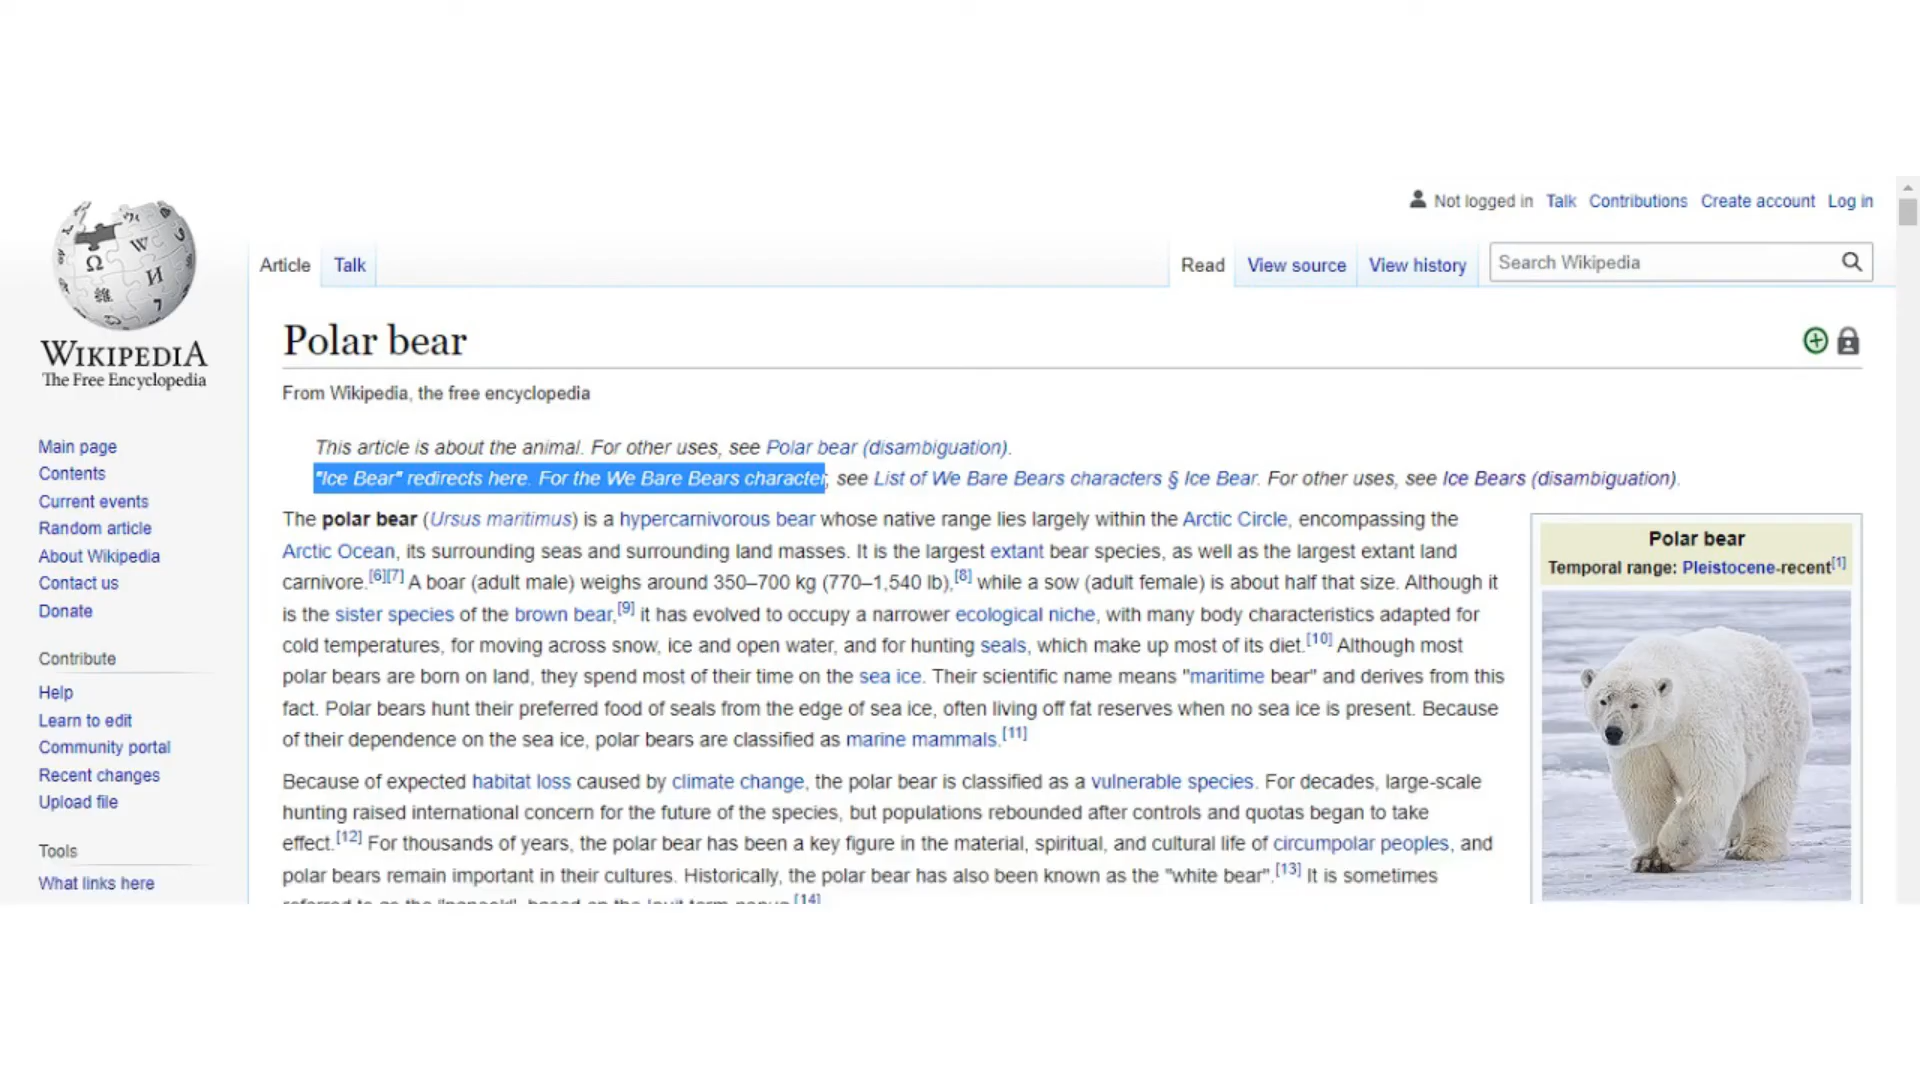 Not logged in Talk Contributions Create account Log in
Article Talk Read View source View history Search Wikipedia
WIKIPEDIA
The Free Encyclopedia
Main page
Contents
Current events
Random article
About Wikipedia
Contact us
Donate
Contribute
Help
Learn to edit
Community portal
Recent changes
Upload file
Tools
What links here
Polar bear
From Wikipedia, the free encyclopedia
This article is about the animal. For other uses, see Polar bear (disambiguation).
"Ice Bear" redirects here. For the We Bare Bears character, see List of We Bare Bears characters § Ice Bear. For other uses, see Ice Bears (disambiguation).
The polar bear (Ursus maritimus) is a hypercarnivorous bear whose native range lies largely within the Arctic Circle, encompassing the
Arctic Ocean, its surrounding seas and surrounding land masses. It is the largest extant bear species, as well as the largest extant land
carnivore.[6][7] A boar (adult male) weighs around 350–700 kg (770–1,540 lb),[8] while a sow (adult female) is about half that size. Although it
is the sister species of the brown bear,[9] it has evolved to occupy a narrower ecological niche, with many body characteristics adapted for
cold temperatures, for moving across snow, ice and open water, and for hunting seals, which make up most of its diet.[10] Although most
polar bears are born on land, they spend most of their time on the sea ice. Their scientific name means "maritime bear" and derives from this
fact. Polar bears hunt their preferred food of seals from the edge of sea ice, often living off fat reserves when no sea ice is present. Because
of their dependence on the sea ice, polar bears are classified as marine mammals.[11]
Because of expected habitat loss caused by climate change, the polar bear is classified as a vulnerable species. For decades, large-scale
hunting raised international concern for the future of the species, but populations rebounded after controls and quotas began to take
effect.[12] For thousands of years, the polar bear has been a key figure in the material, spiritual, and cultural life of circumpolar peoples, and
polar bears remain important in their cultures. Historically, the polar bear has also been known as the "white bear".[13] It is sometimes
[14]
Polar bear
Temporal range: Pleistocene-recent[1]